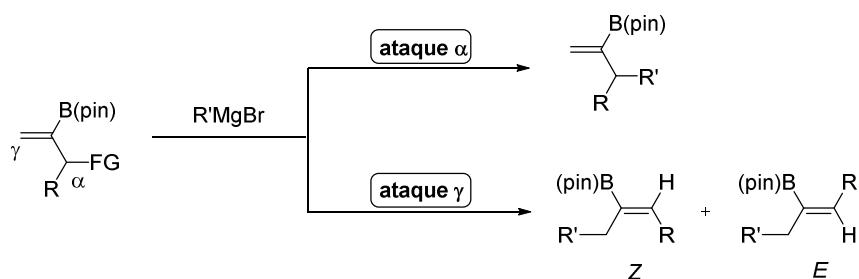 B(pin)
γ
FG
R
α
R'MgBr
ataque α
B(pin)
R'
R
ataque γ
(pin)B
H
R'
R
Z
+
(pin)B
R
R'
H
E